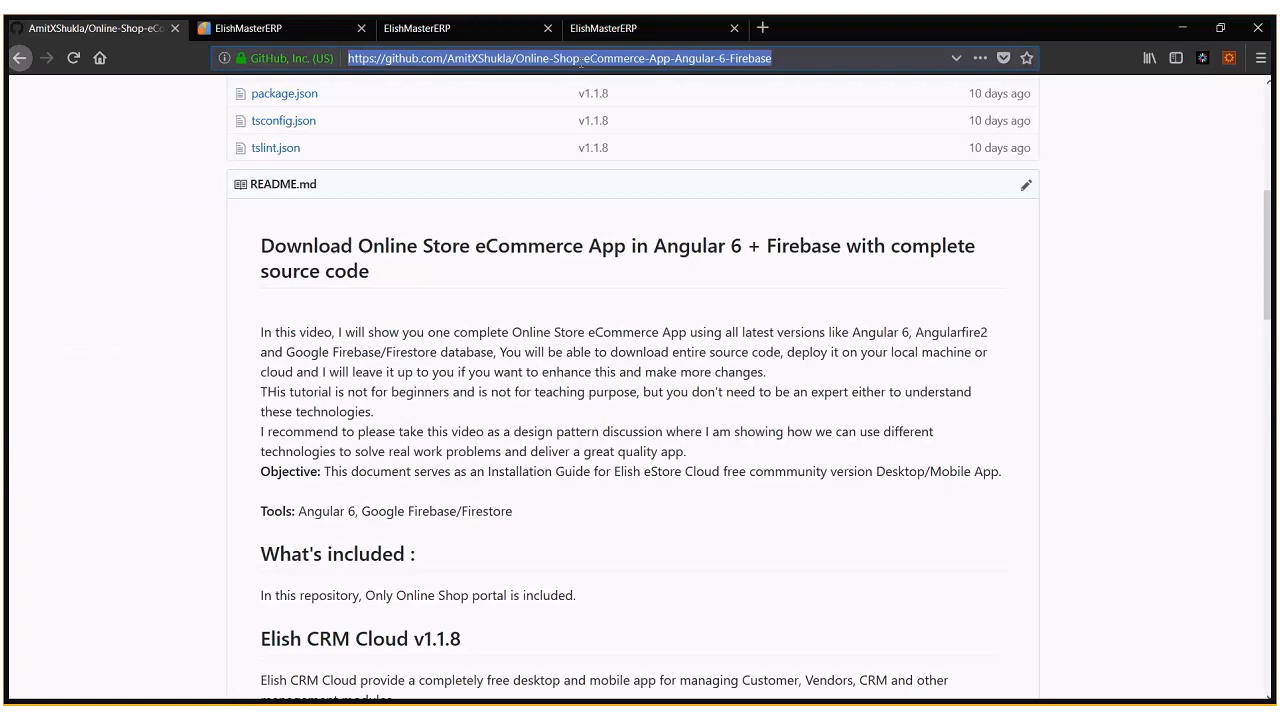 AmitXShukla/Online-Shop-eCo
ElishMasterERP
ElishMasterERP
ElishMasterERP
GitHub, Inc. (US)
https://github.com/AmitXShukla/Online-Shop-eCommerce-App-Angular-6-Firebase
package.json v1.1.8 10 days ago
tsconfig.json v1.1.8 10 days ago
tslint.json v1.1.8 10 days ago
README.md
Download Online Store eCommerce App in Angular 6 + Firebase with complete
source code
In this video, I will show you one complete Online Store eCommerce App using all latest versions like Angular 6, Angularfire2
and Google Firebase/Firestore database, You will be able to download entire source code, deploy it on your local machine or
cloud and I will leave it up to you if you want to enhance this and make more changes.
THis tutorial is not for beginners and is not for teaching purpose, but you don't need to be an expert either to understand
these technologies.
I recommend to please take this video as a design pattern discussion where I am showing how we can use different
technologies to solve real work problems and deliver a great quality app.
Objective: This document serves as an Installation Guide for Elish eStore Cloud free commmunity version Desktop/Mobile App.
Tools: Angular 6, Google Firebase/Firestore
What's included :
In this repository, Only Online Shop portal is included.
Elish CRM Cloud v1.1.8
Elish CRM Cloud provide a completely free desktop and mobile app for managing Customer, Vendors, CRM and other
management modules